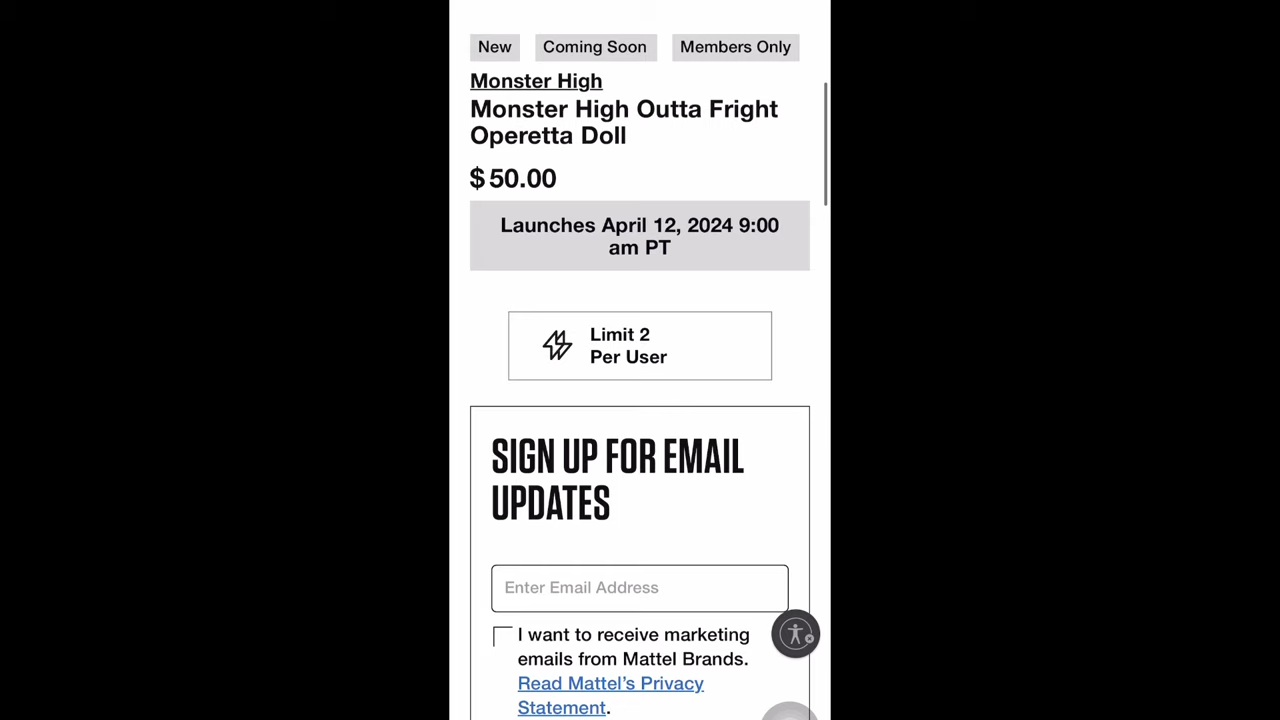 New Coming Soon Members Only
Monster High
Monster High Outta Fright
Operetta Doll
$50.00
Launches April 12, 2024 9:00
am PT
Limit 2
Per User
SIGN UP FOR EMAIL
UPDATES
Enter Email Address
I want to receive marketing
emails from Mattel Brands.
Read Mattel’s Privacy
Statement.